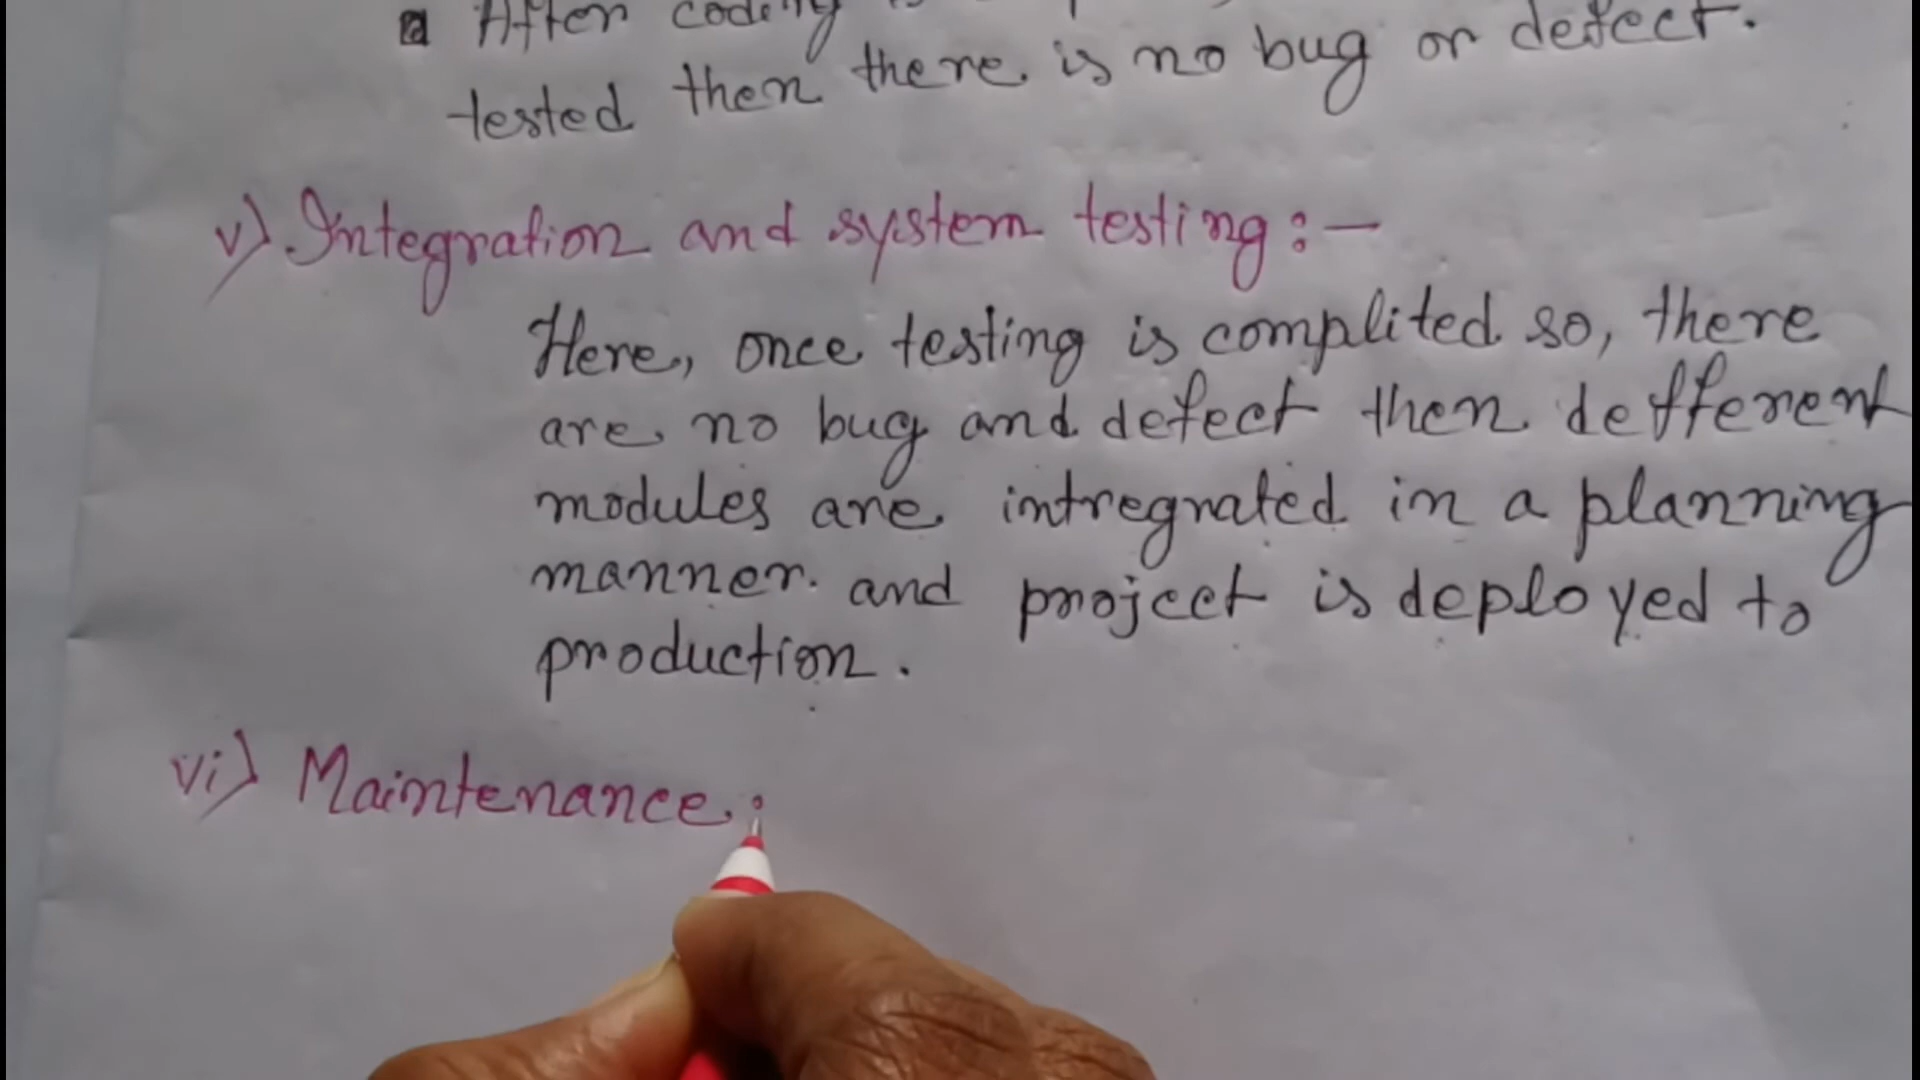 After coding
tested then there is no bug or defect.
v) Integration and system testing :-
Here, once testing is complited so, there
are no bug and defect then defferent
modules are intregrated in a planning
manner. and project is deployed to
production.
vi) Maintenance :